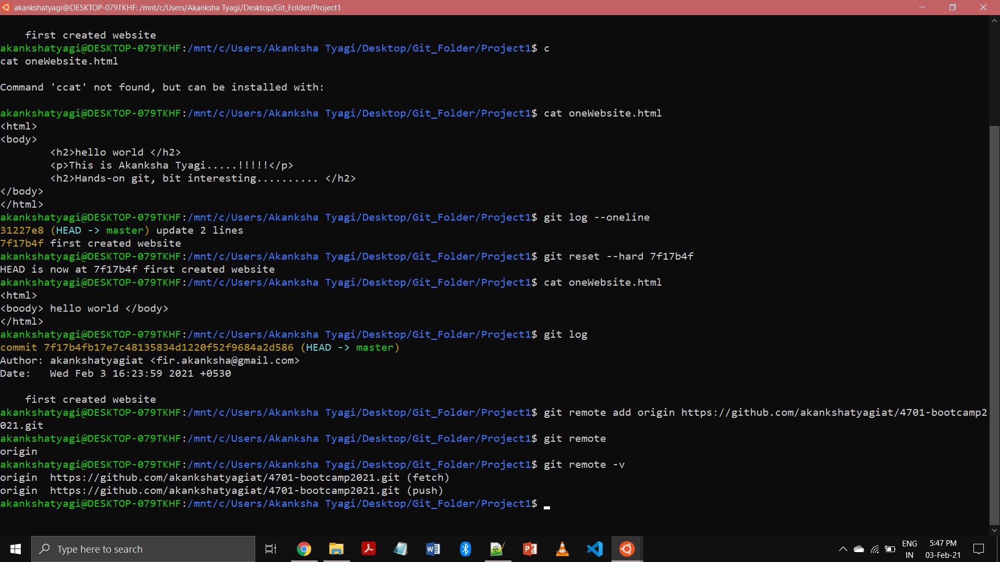 akankshatyagi@DESKTOP-079TKHF: /mnt/c/Users/Akanksha Tyagi/Desktop/Git_Folder/Project1
    first created website
akankshatyagi@DESKTOP-079TKHF:/mnt/c/Users/Akanksha Tyagi/Desktop/Git_Folder/Project1$ c
cat oneWebsite.html
Command 'ccat' not found, but can be installed with:
akankshatyagi@DESKTOP-079TKHF:/mnt/c/Users/Akanksha Tyagi/Desktop/Git_Folder/Project1$ cat oneWebsite.html
<html>
<body>
        <h2>hello world </h2>
        <p>This is Akanksha Tyagi.....!!!!!</p>
        <h2>Hands-on git, bit interesting.......... </h2>
</body>
</html>
akankshatyagi@DESKTOP-079TKHF:/mnt/c/Users/Akanksha Tyagi/Desktop/Git_Folder/Project1$ git log --oneline
31227e8 (HEAD -> master) update 2 lines
7f17b4f first created website
akankshatyagi@DESKTOP-079TKHF:/mnt/c/Users/Akanksha Tyagi/Desktop/Git_Folder/Project1$ git reset --hard 7f17b4f
HEAD is now at 7f17b4f first created website
akankshatyagi@DESKTOP-079TKHF:/mnt/c/Users/Akanksha Tyagi/Desktop/Git_Folder/Project1$ cat oneWebsite.html
<html>
<boody> hello world </body>
</html>
akankshatyagi@DESKTOP-079TKHF:/mnt/c/Users/Akanksha Tyagi/Desktop/Git_Folder/Project1$ git log
commit 7f17b4fb17e7c48135834d1220f52f9684a2d586 (HEAD -> master)
Author: akankshatyagiat <fir.akanksha@gmail.com>
Date:   Wed Feb 3 16:23:59 2021 +0530
    first created website
akankshatyagi@DESKTOP-079TKHF:/mnt/c/Users/Akanksha Tyagi/Desktop/Git_Folder/Project1$ git remote add origin https://github.com/akankshatyagiat/4701-bootcamp2
021.git
akankshatyagi@DESKTOP-079TKHF:/mnt/c/Users/Akanksha Tyagi/Desktop/Git_Folder/Project1$ git remote
origin
akankshatyagi@DESKTOP-079TKHF:/mnt/c/Users/Akanksha Tyagi/Desktop/Git_Folder/Project1$ git remote -v
origin  https://github.com/akankshatyagiat/4701-bootcamp2021.git (fetch)
origin  https://github.com/akankshatyagiat/4701-bootcamp2021.git (push)
akankshatyagi@DESKTOP-079TKHF:/mnt/c/Users/Akanksha Tyagi/Desktop/Git_Folder/Project1$
Type here to search
ENG
IN
5:47 PM
03-Feb-21